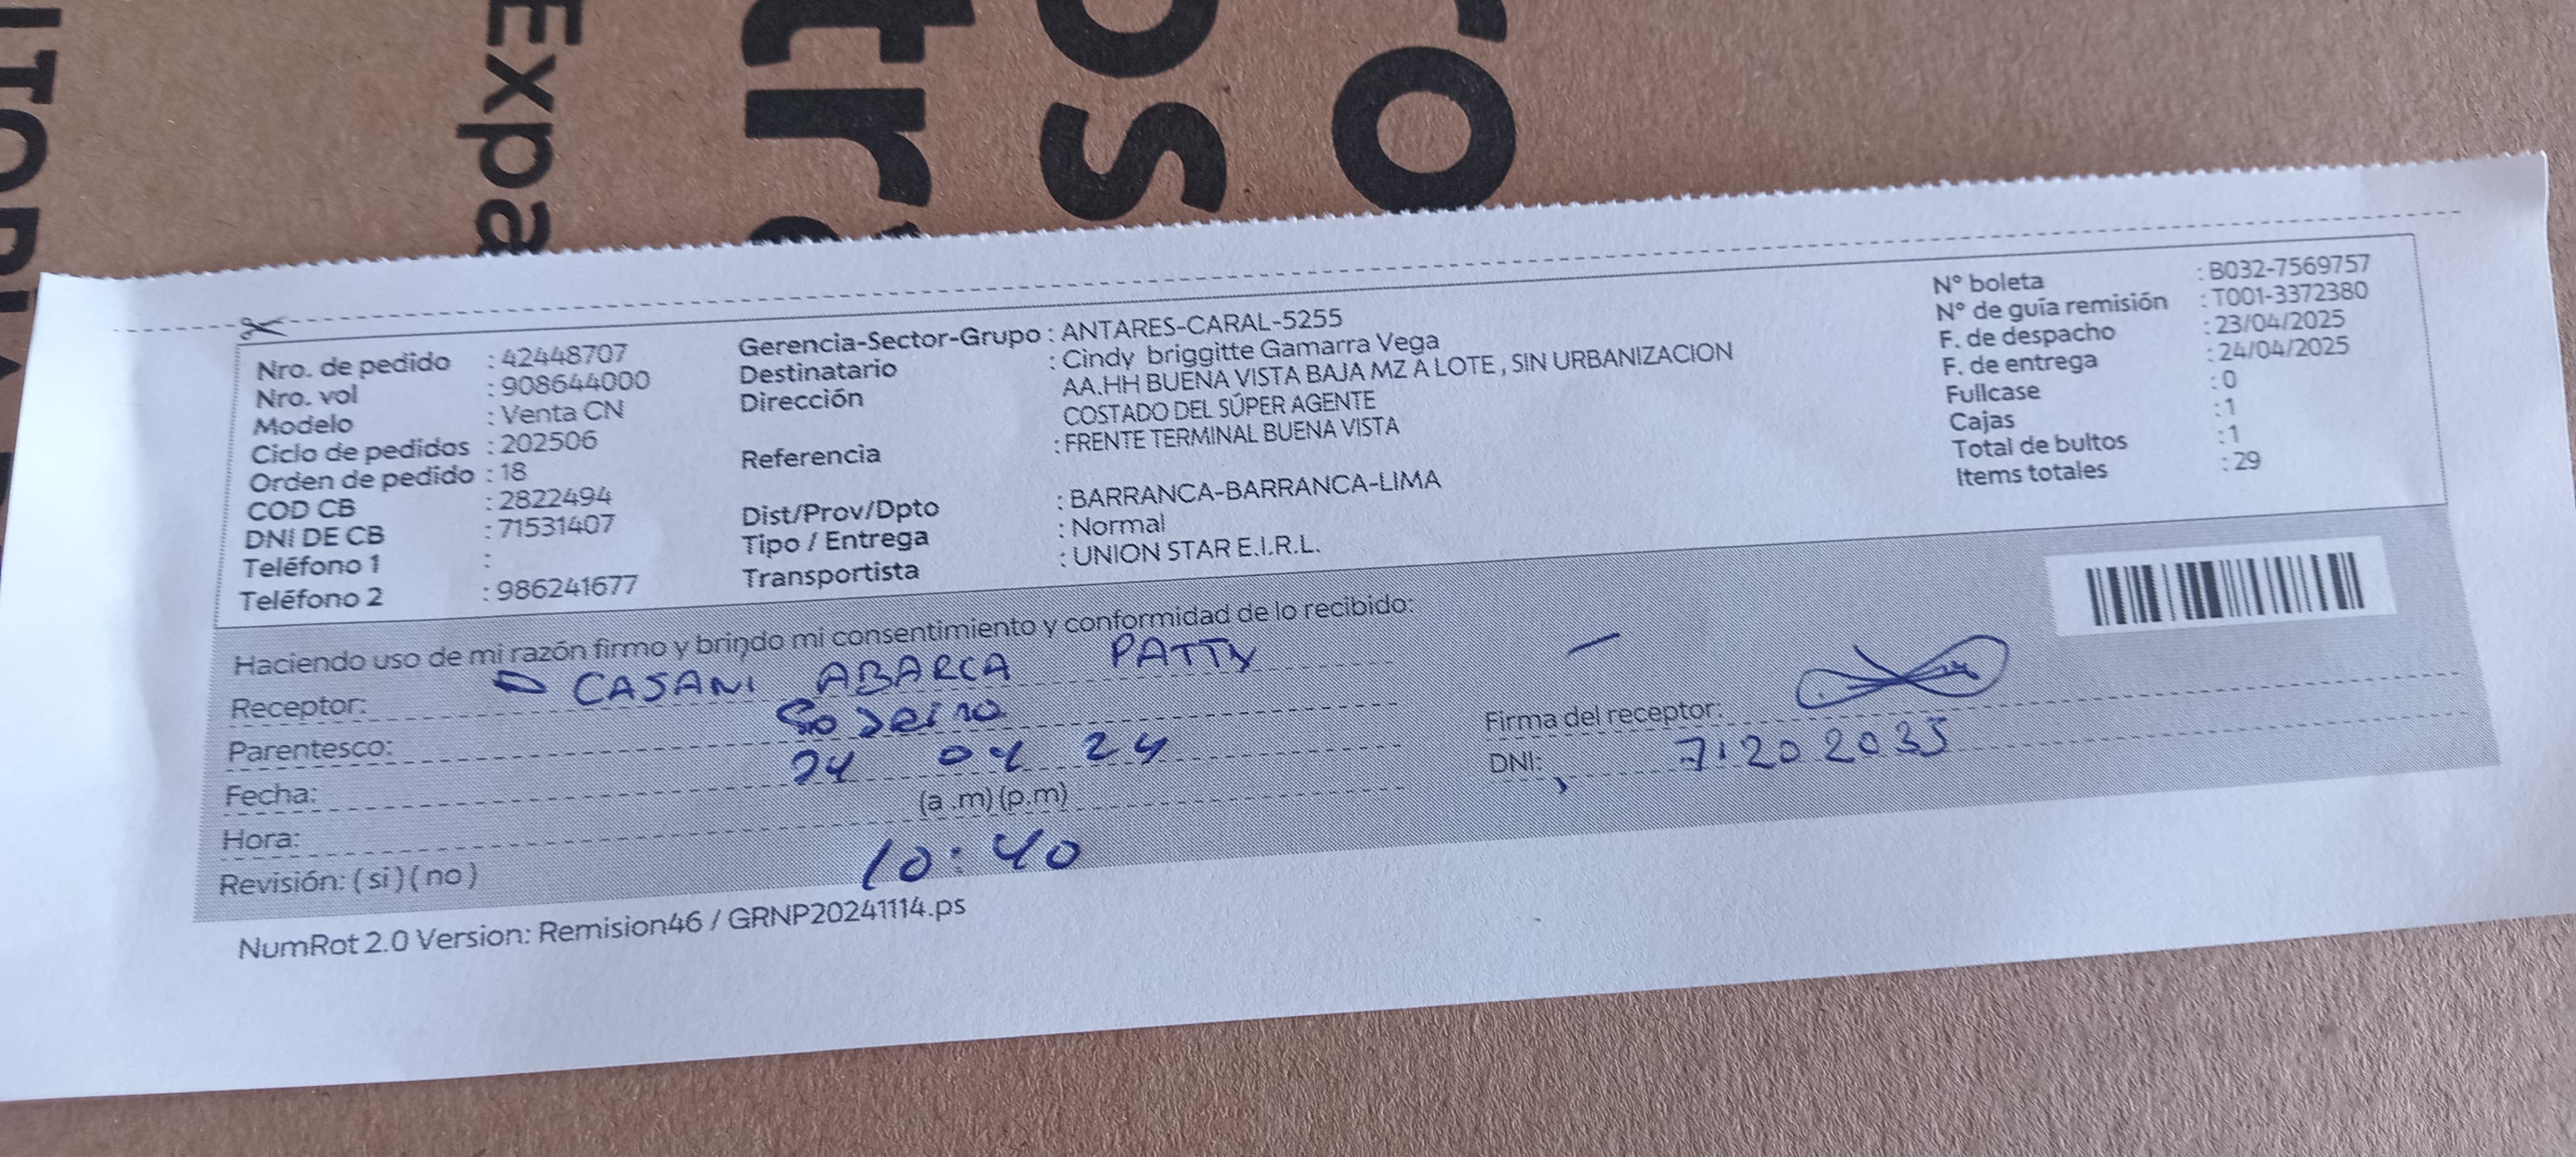 Expa
tr
os
ro
Nro. de pedido : 42448707
Nro. vol : 908644000
Modelo : Venta CN
Ciclo de pedidos : 202506
Orden de pedido : 18
COD CB : 2822494
DNI DE CB : 71531407
Teléfono 1 :
Teléfono 2 : 986241677
Gerencia-Sector-Grupo : ANTARES-CARAL-5255
Destinatario : Cindy briggitte Gamarra Vega
Dirección AA.HH BUENA VISTA BAJA MZ A LOTE , SIN URBANIZACION
COSTADO DEL SÚPER AGENTE
Referencia : FRENTE TERMINAL BUENA VISTA
Dist/Prov/Dpto : BARRANCA-BARRANCA-LIMA
Tipo / Entrega : Normal
Transportista : UNION STAR E.I.R.L.
N° boleta : B032-7569757
N° de guía remisión : T001-3372380
F. de despacho : 23/04/2025
F. de entrega : 24/04/2025
Fullcase : 0
Cajas : 1
Total de bultos : 1
Items totales : 29
Haciendo uso de mi razón firmo y brindo mi consentimiento y conformidad de lo recibido:
Receptor: CASANI ABARCA PATTY
Parentesco:
Fecha: 24 04 24
Hora: (a .m) (p.m)
10:40
Revisión: ( si ) ( no )
Firma del receptor:
DNI: 71202035
NumRot 2.0 Version: Remision46 / GRNP20241114.ps